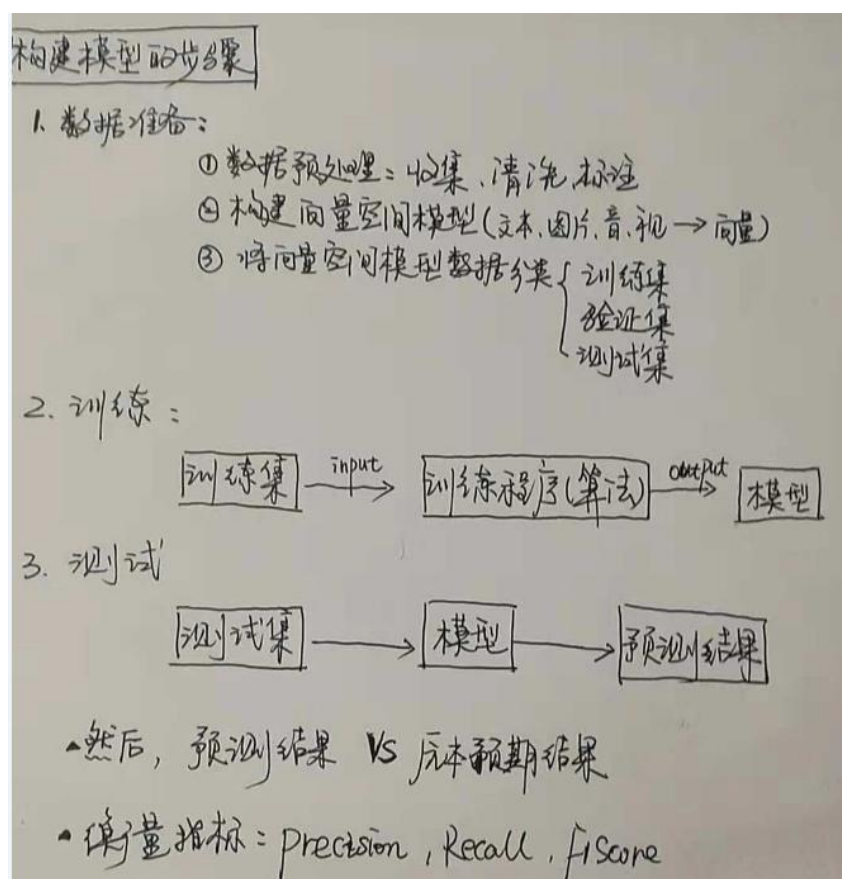 构建模型的步骤
1. 数据准备：
① 数据预处理：收集、清洗、标注
② 构建向量空间模型(文本、图片、音、视→向量)
③ 将向量空间模型数据分类{训练集
验证集
测试集
2. 训练：
训练集 input→ 训练程序(算法) output→ 模型
3. 测试
测试集 → 模型 → 预测结果
然后，预测结果 VS 原本预期结果
衡量指标：precision, Recall, F1Score